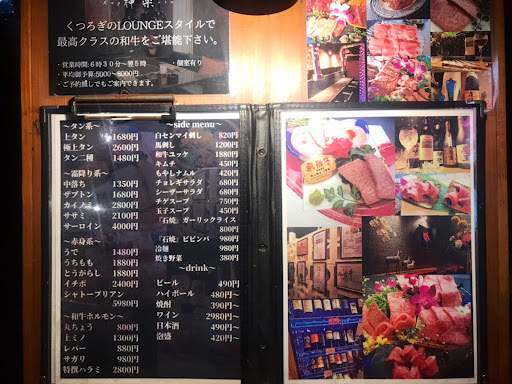 神楽
くつろぎのLOUNGEスタイルで
最高クラスの和牛をご堪能下さい。
・営業時間:6時30分～翌5時
・個室有り
・平均御予算:5000～8000円
・ご予約無しでもご案内できます。
～タン系～
上タン 1680円
極上タン 2600円
タン二種 1480円
～霜降り系～
中落ち 1350円
ザブトン 1680円
カイノミ 2800円
ササミ 2100円
サーロイン 4000円
～赤身系～
うで 1480円
うちもも 1880円
とうがらし 1880円
イチボ 2400円
シャトーブリアン
5980円
～和牛ホルモン～
丸ちょう 800円
上ミノ 1300円
レバー 880円
サガリ 980円
特撰ハラミ 2800円
～side menu～
白センマイ刺し 820円
馬刺し 1200円
和牛ユッケ 1580円
キムチ 450円
もやしナムル 420円
チョレギサラダ 680円
シーザーサラダ 680円
チゲスープ 750円
玉子スープ 450円
「石焼」ガーリックライス
800円
「石焼」ビビンバ 980円
冷麺 980円
焼き野菜 380円
～drink～
ビール 490円
ハイボール 480円～
焼酎 390円～
ワイン 2980円～
日本酒 490円～
泡盛 420円～